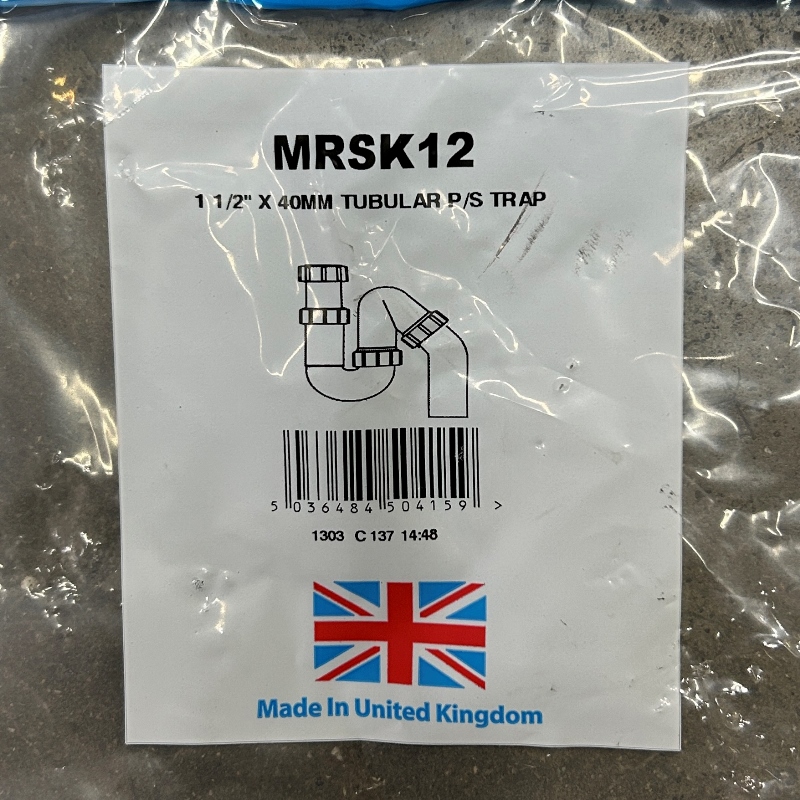 MRSK12
1 1/2" X 40MM TUBULAR P/S TRAP
5 036484 504159 >
1303 C 137 14:48
Made In United Kingdom